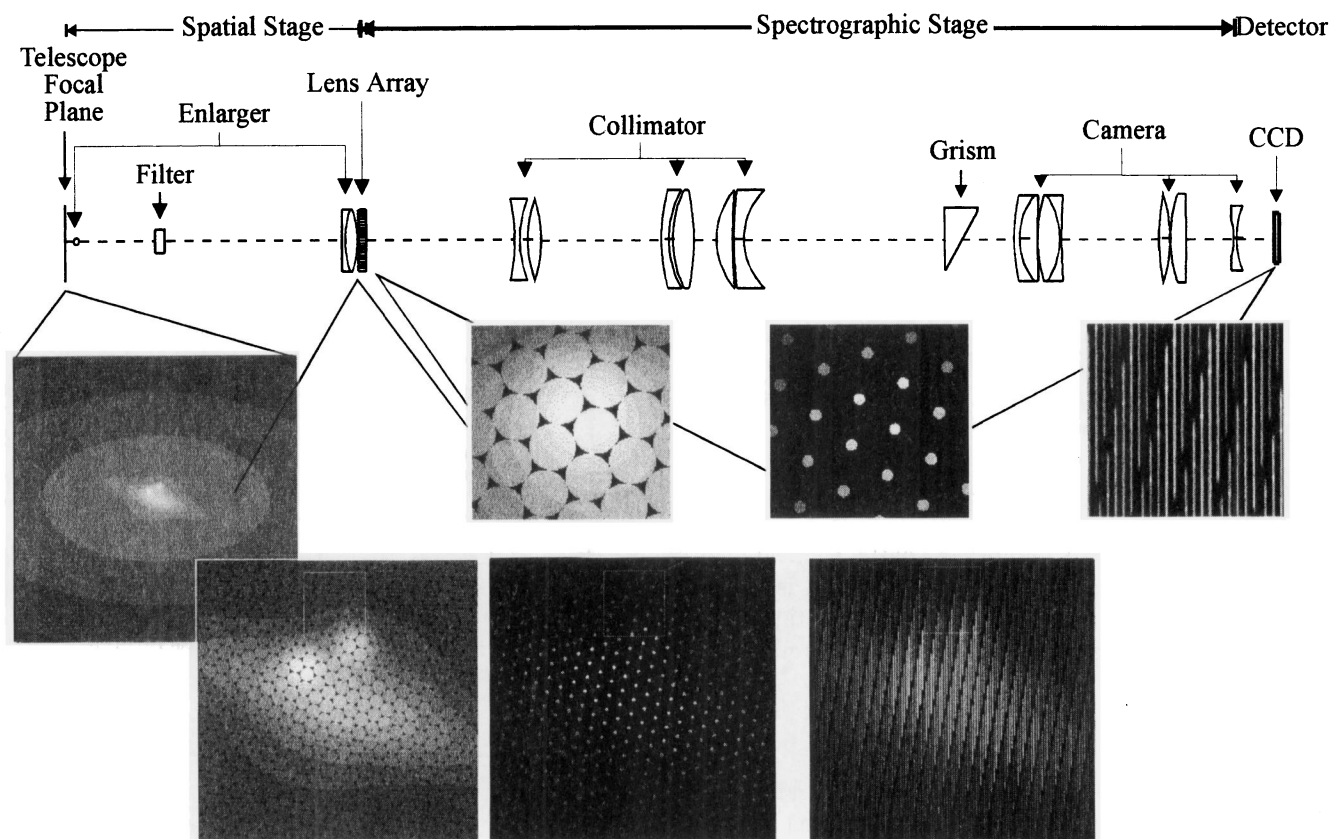 Spatial Stage
Spectrographic Stage
Detector
Telescope
Focal
Plane
Enlarger
Filter
Lens Array
Collimator
Grism
Camera
CCD